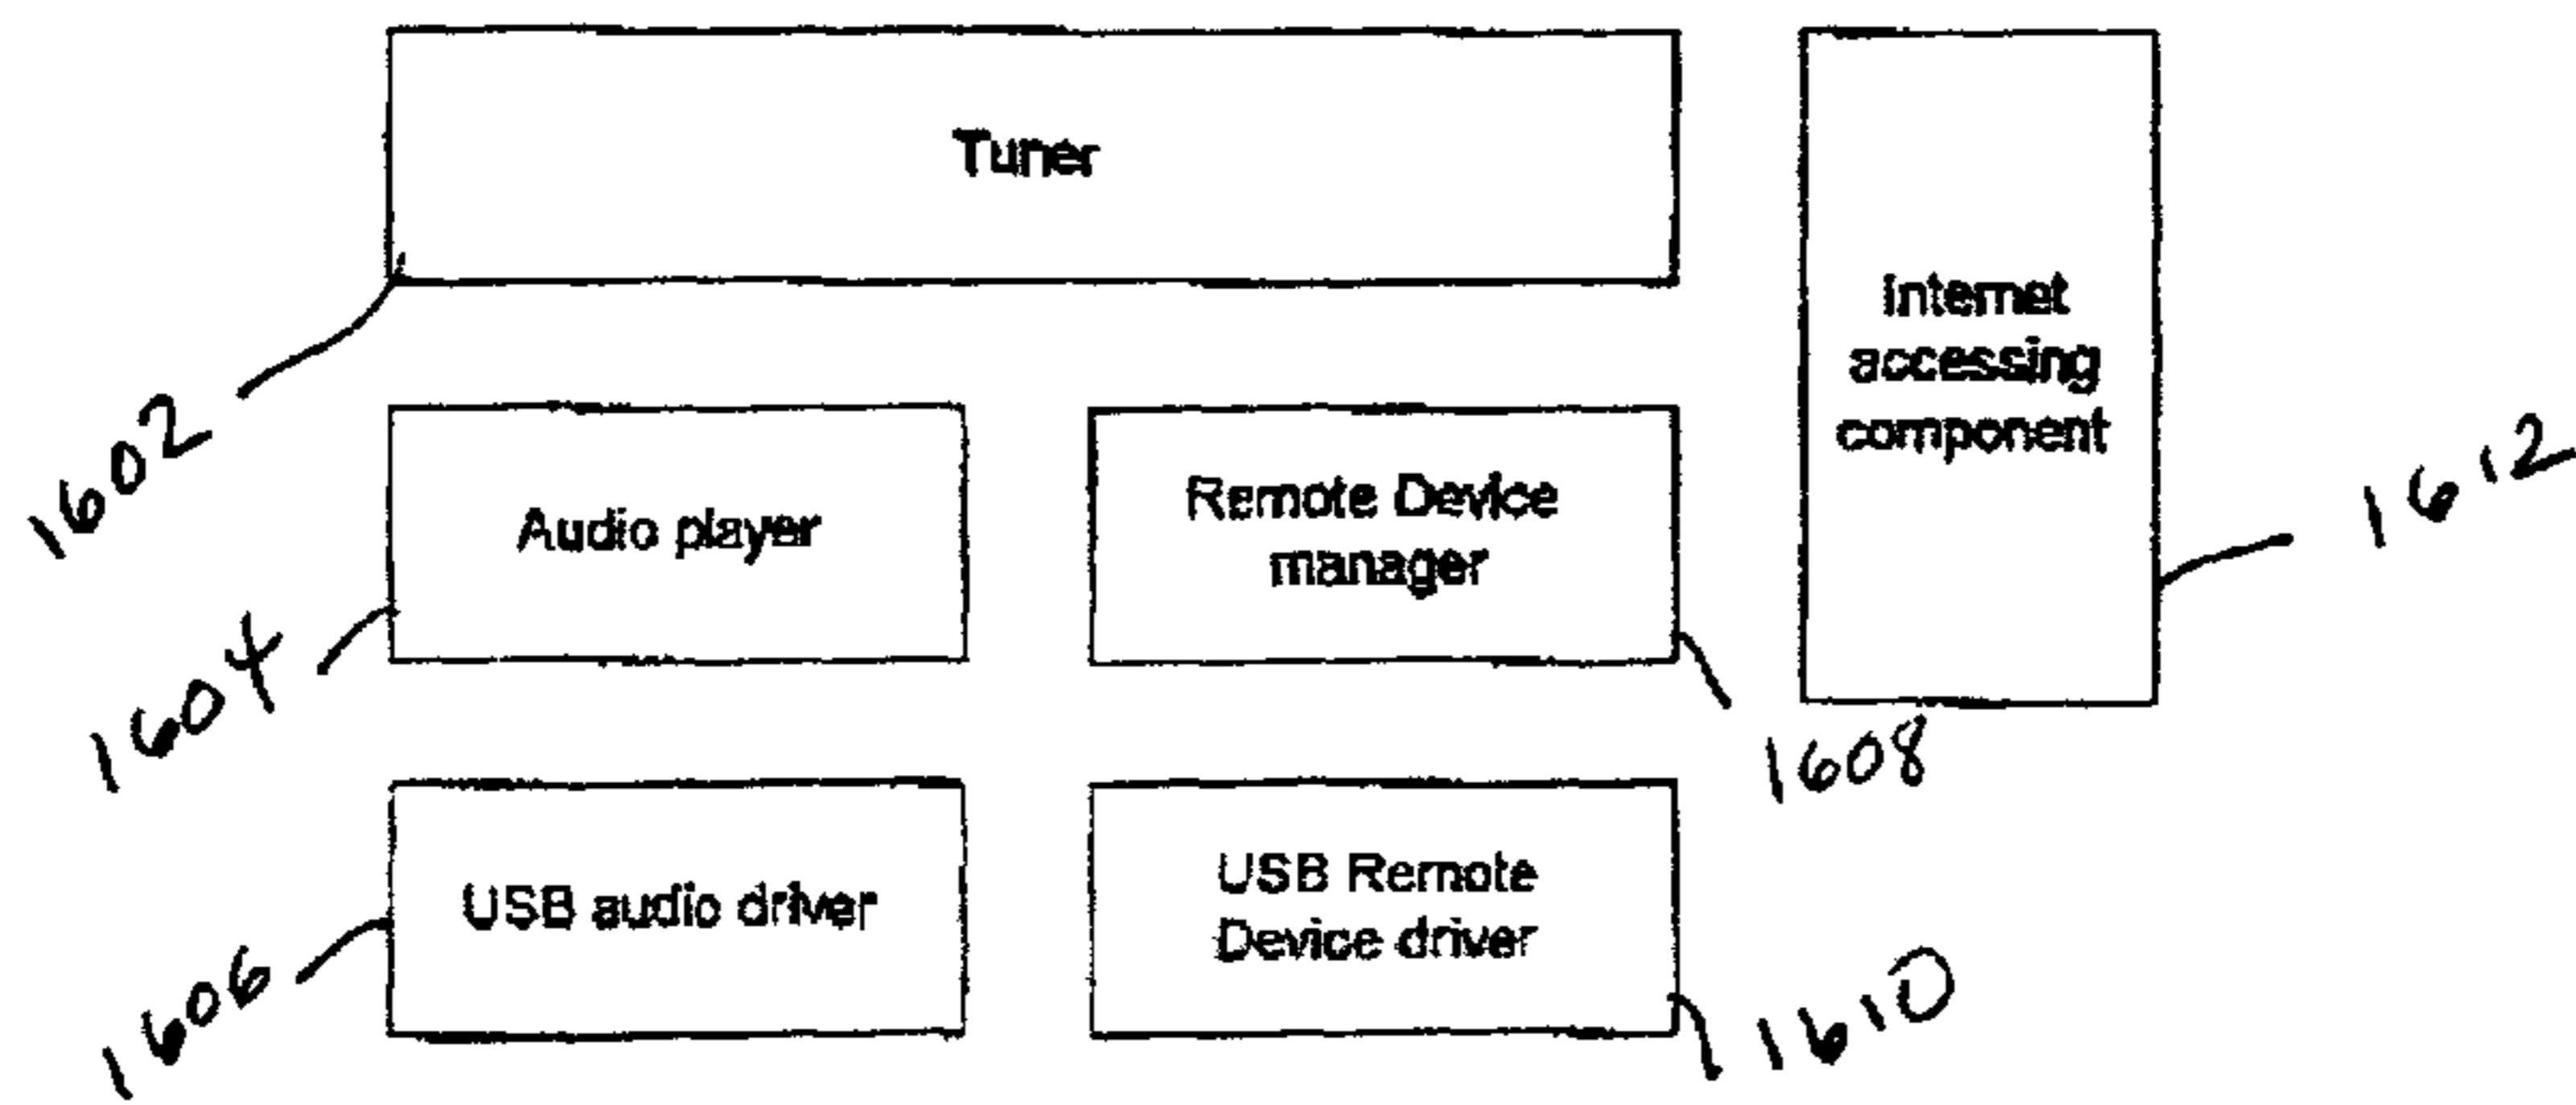 Tuner
Internet
accessing
component
1602
Audio player
Remote Device
manager
1612
1604
1608
USB audio driver
USB Remote
Device driver
1606
1610